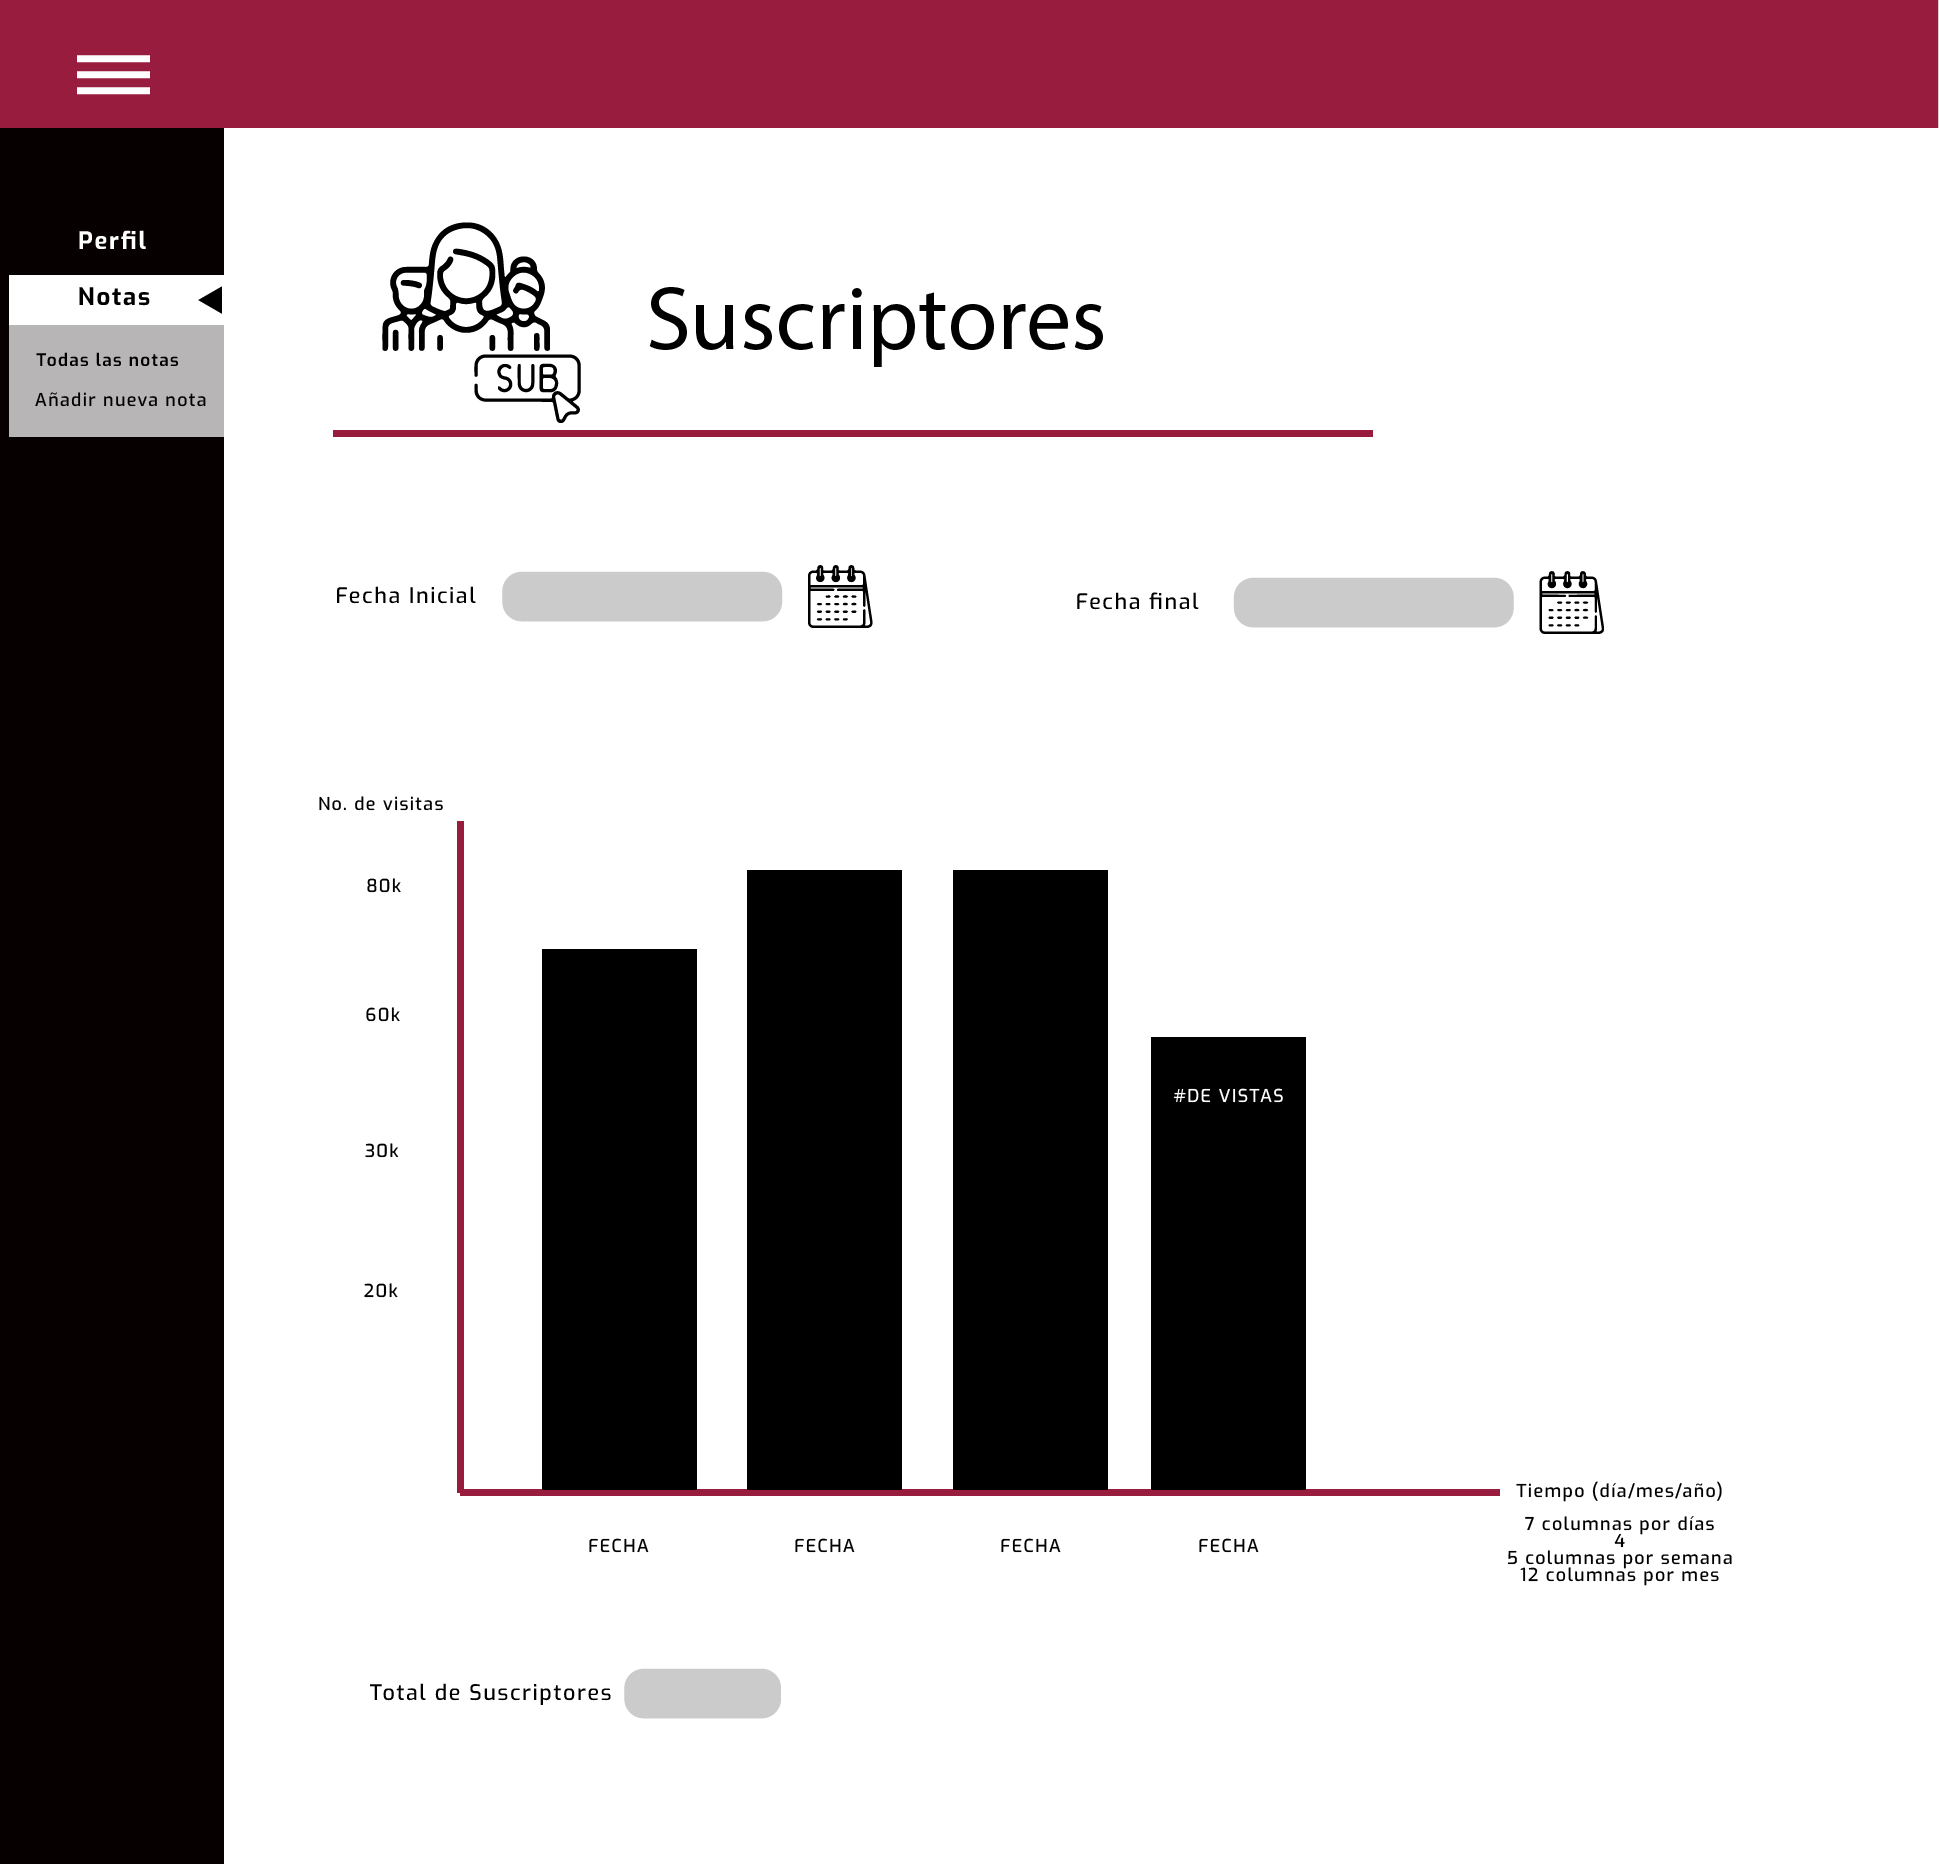 Perfil
Notas
Todas las notas
Añadir nueva nota
Suscriptores
SUB
Fecha Inicial
Fecha final
No. de visitas
80k
60k
30k
20k
#DE VISTAS
Tiempo (día/mes/año)
7 columnas por días
4
5 columnas por semana
12 columnas por mes
FECHA
FECHA
FECHA
FECHA
Total de Suscriptores